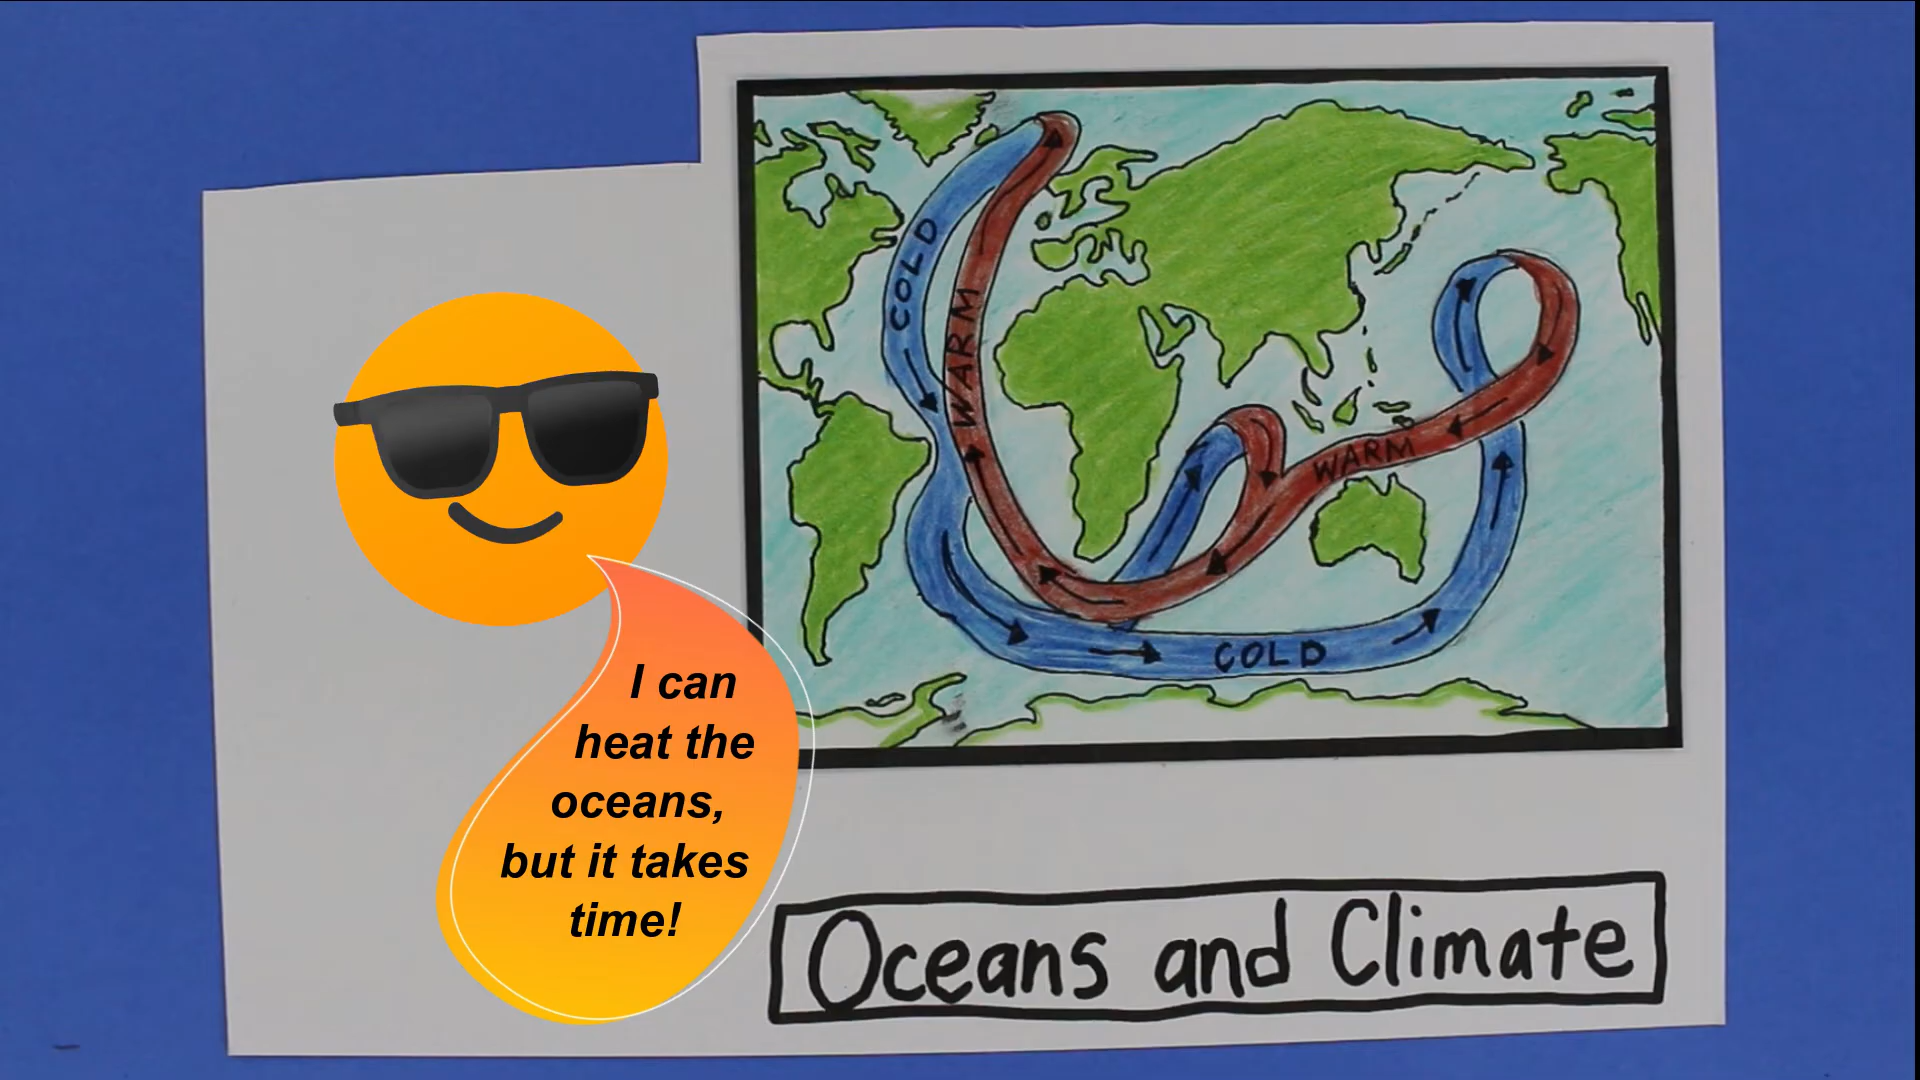 COLD
WARM
WARM
COLD
I can
heat the
oceans,
but it takes
time!
Oceans and Climate